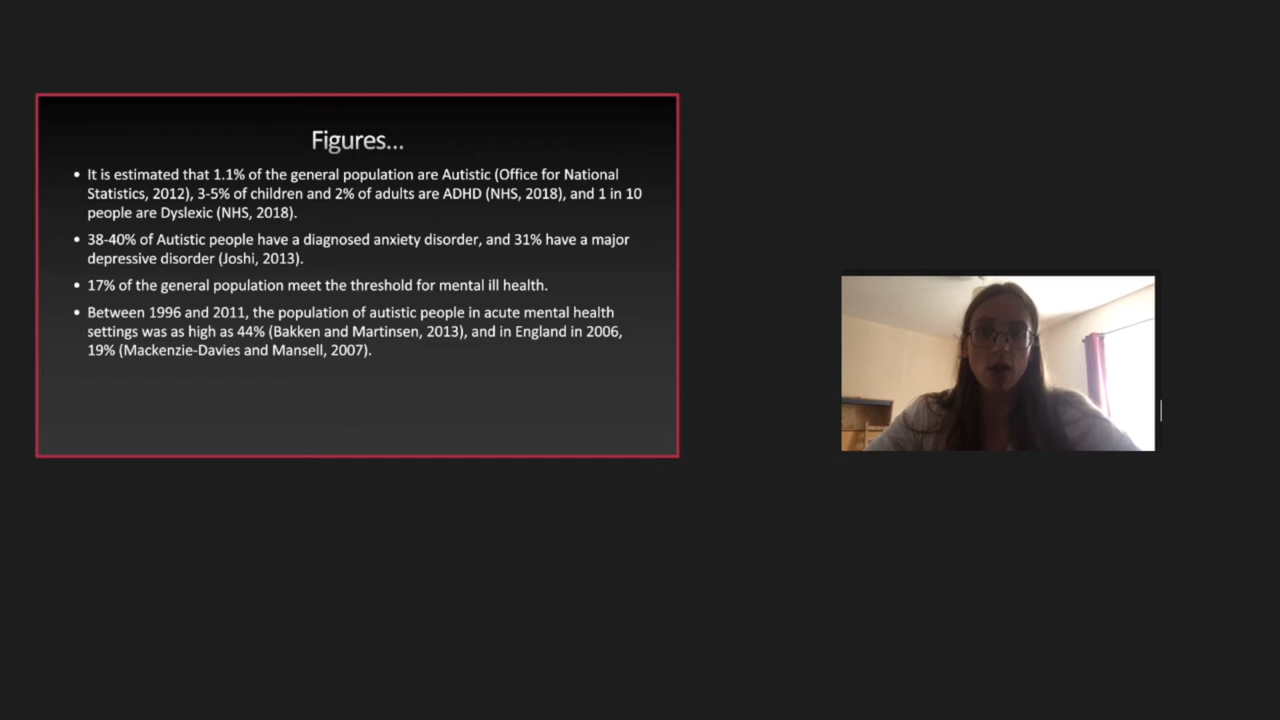 Figures...
• It is estimated that 1.1% of the general population are Autistic (Office for National
Statistics, 2012), 3-5% of children and 2% of adults are ADHD (NHS, 2018), and 1 in 10
people are Dyslexic (NHS, 2018).
• 38-40% of Autistic people have a diagnosed anxiety disorder, and 31% have a major
depressive disorder (Joshi, 2013).
• 17% of the general population meet the threshold for mental ill health.
• Between 1996 and 2011, the population of autistic people in acute mental health
settings was as high as 44% (Bakken and Martinsen, 2013), and in England in 2006,
19% (Mackenzie-Davies and Mansell, 2007).